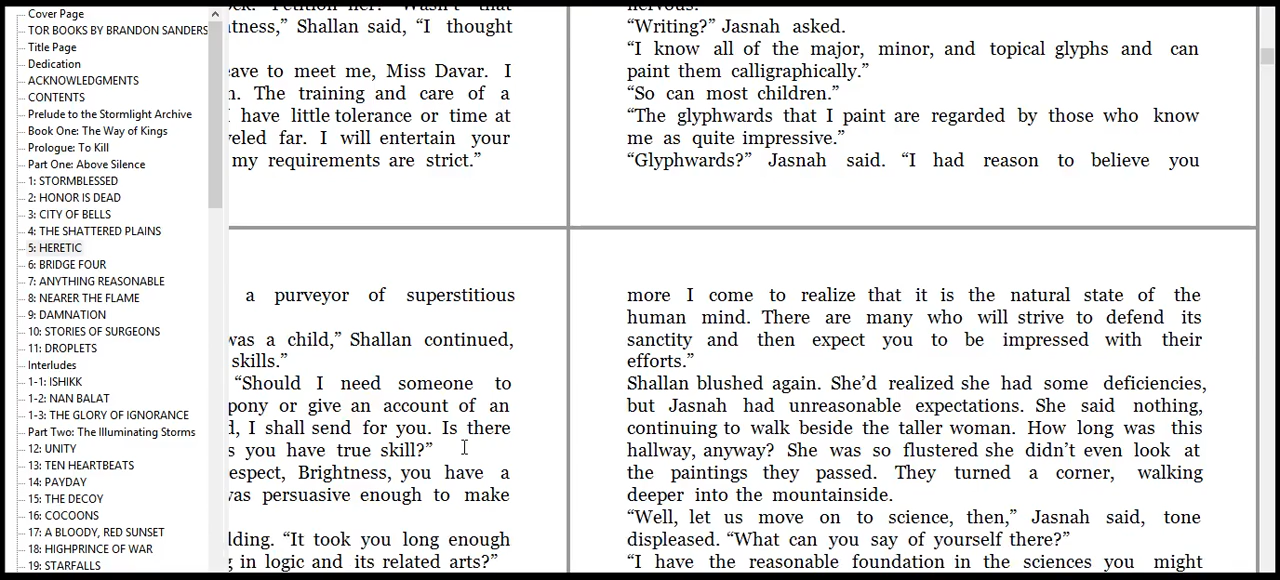 Cover Page
TOR BOOKS BY BRANDON SANDERS
Title Page
Dedication
ACKNOWLEDGMENTS
CONTENTS
Prelude to the Stormlight Archive
Book One: The Way of Kings
Prologue: To Kill
Part One: Above Silence
1: STORMBLESSED
2: HONOR IS DEAD
3: CITY OF BELLS
4: THE SHATTERED PLAINS
5: HERETIC
6: BRIDGE FOUR
7: ANYTHING REASONABLE
8: NEARER THE FLAME
9: DAMNATION
10: STORIES OF SURGEONS
11: DROPLETS
Interludes
1-1: ISHIKK
1-2: NAN BALAT
1-3: THE GLORY OF IGNORANCE
Part Two: The Illuminating Storms
12: UNITY
13: TEN HEARTBEATS
14: PAYDAY
15: THE DECOY
16: COCOONS
17: A BLOODY, RED SUNSET
18: HIGHPRINCE OF WAR
19: STARFALLS
tness,” Shallan said, “I thought
eave to meet me, Miss Davar. I
n. The training and care of a
I have little tolerance or time at
veled far. I will entertain your
my requirements are strict.”
nervous.
“Writing?” Jasnah asked.
“I know all of the major, minor, and topical glyphs and can
paint them calligraphically.”
“So can most children.”
“The glyphwards that I paint are regarded by those who know
me as quite impressive.”
“Glyphwards?” Jasnah said. “I had reason to believe you
a purveyor of superstitious
was a child,” Shallan continued,
skills.”
“Should I need someone to
pony or give an account of an
d, I shall send for you. Is there
s you have true skill?”
espect, Brightness, you have a
was persuasive enough to make
lding. “It took you long enough
g in logic and its related arts?”
more I come to realize that it is the natural state of the
human mind. There are many who will strive to defend its
sanctity and then expect you to be impressed with their
efforts.”
Shallan blushed again. She’d realized she had some deficiencies,
but Jasnah had unreasonable expectations. She said nothing,
continuing to walk beside the taller woman. How long was this
hallway, anyway? She was so flustered she didn’t even look at
the paintings they passed. They turned a corner, walking
deeper into the mountainside.
“Well, let us move on to science, then,” Jasnah said, tone
displeased. “What can you say of yourself there?”
“I have the reasonable foundation in the sciences you might